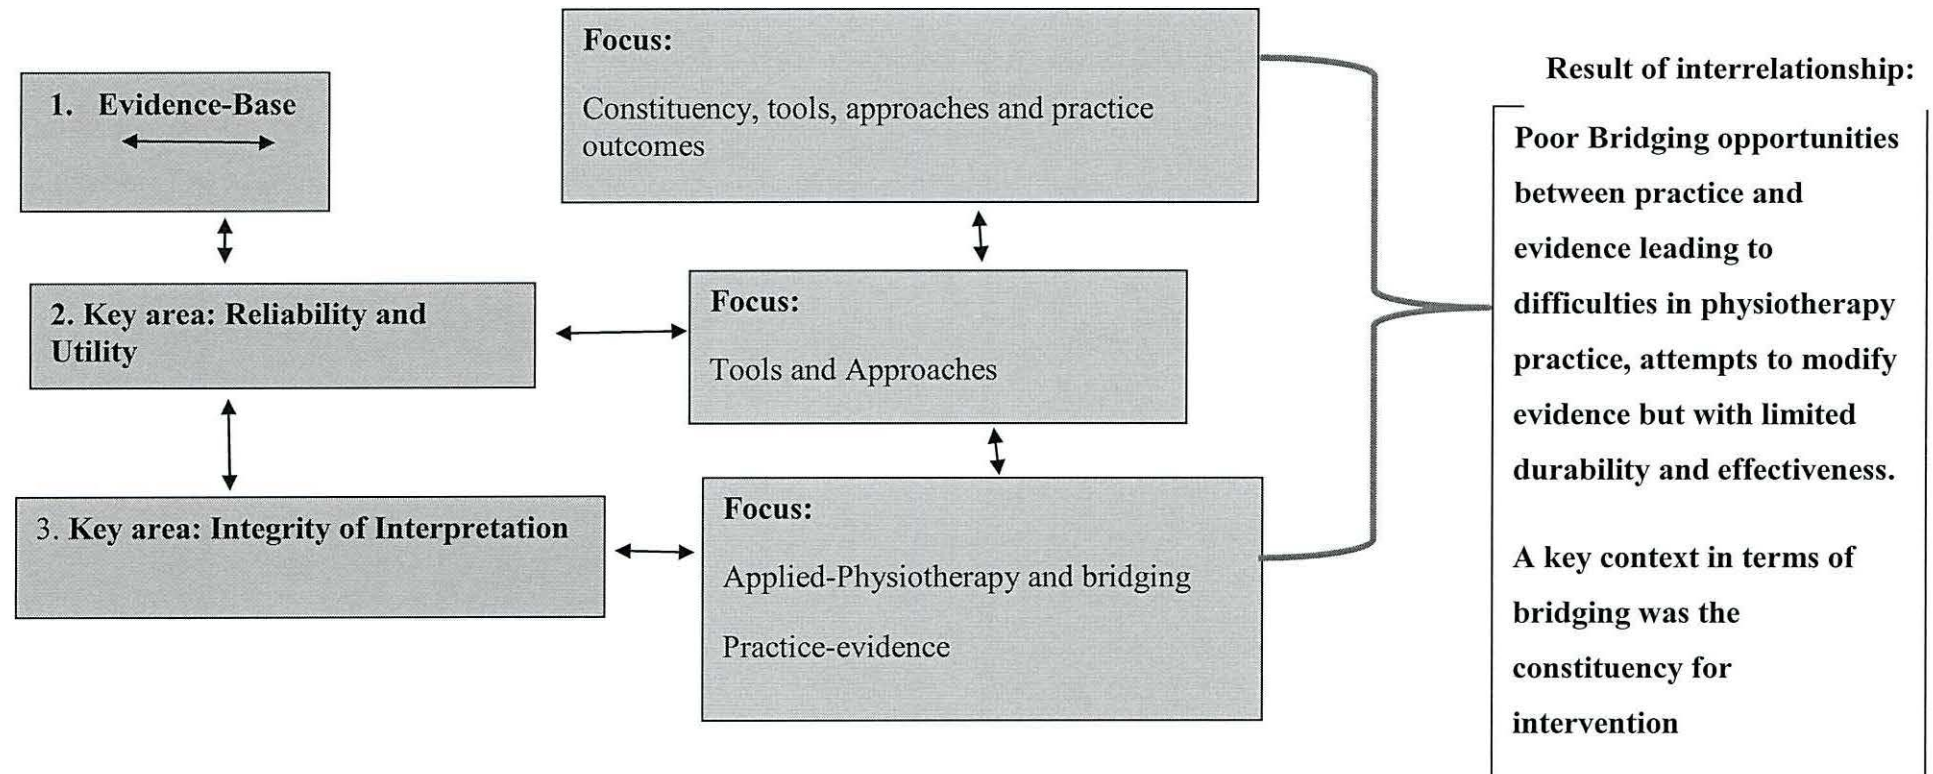 1. Evidence-Base
Focus:
Constituency, tools, approaches and practice
outcomes
2. Key area: Reliability and
Utility
Focus:
Tools and Approaches
3. Key area: Integrity of Interpretation
Focus:
Applied-Physiotherapy and bridging
Practice-evidence
Result of interrelationship:
Poor Bridging opportunities
between practice and
evidence leading to
difficulties in physiotherapy
practice, attempts to modify
evidence but with limited
durability and effectiveness.
A key context in terms of
bridging was the
constituency for
intervention